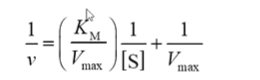 1/v = (K_M/V_max) 1/[S] + 1/V_max